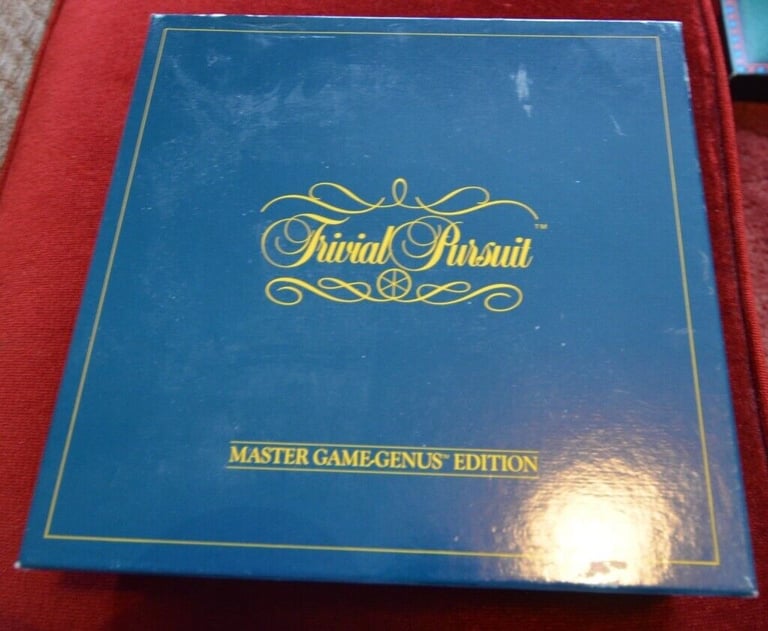 Trivial Pursuit™
MASTER GAME-GENUS™ EDITION